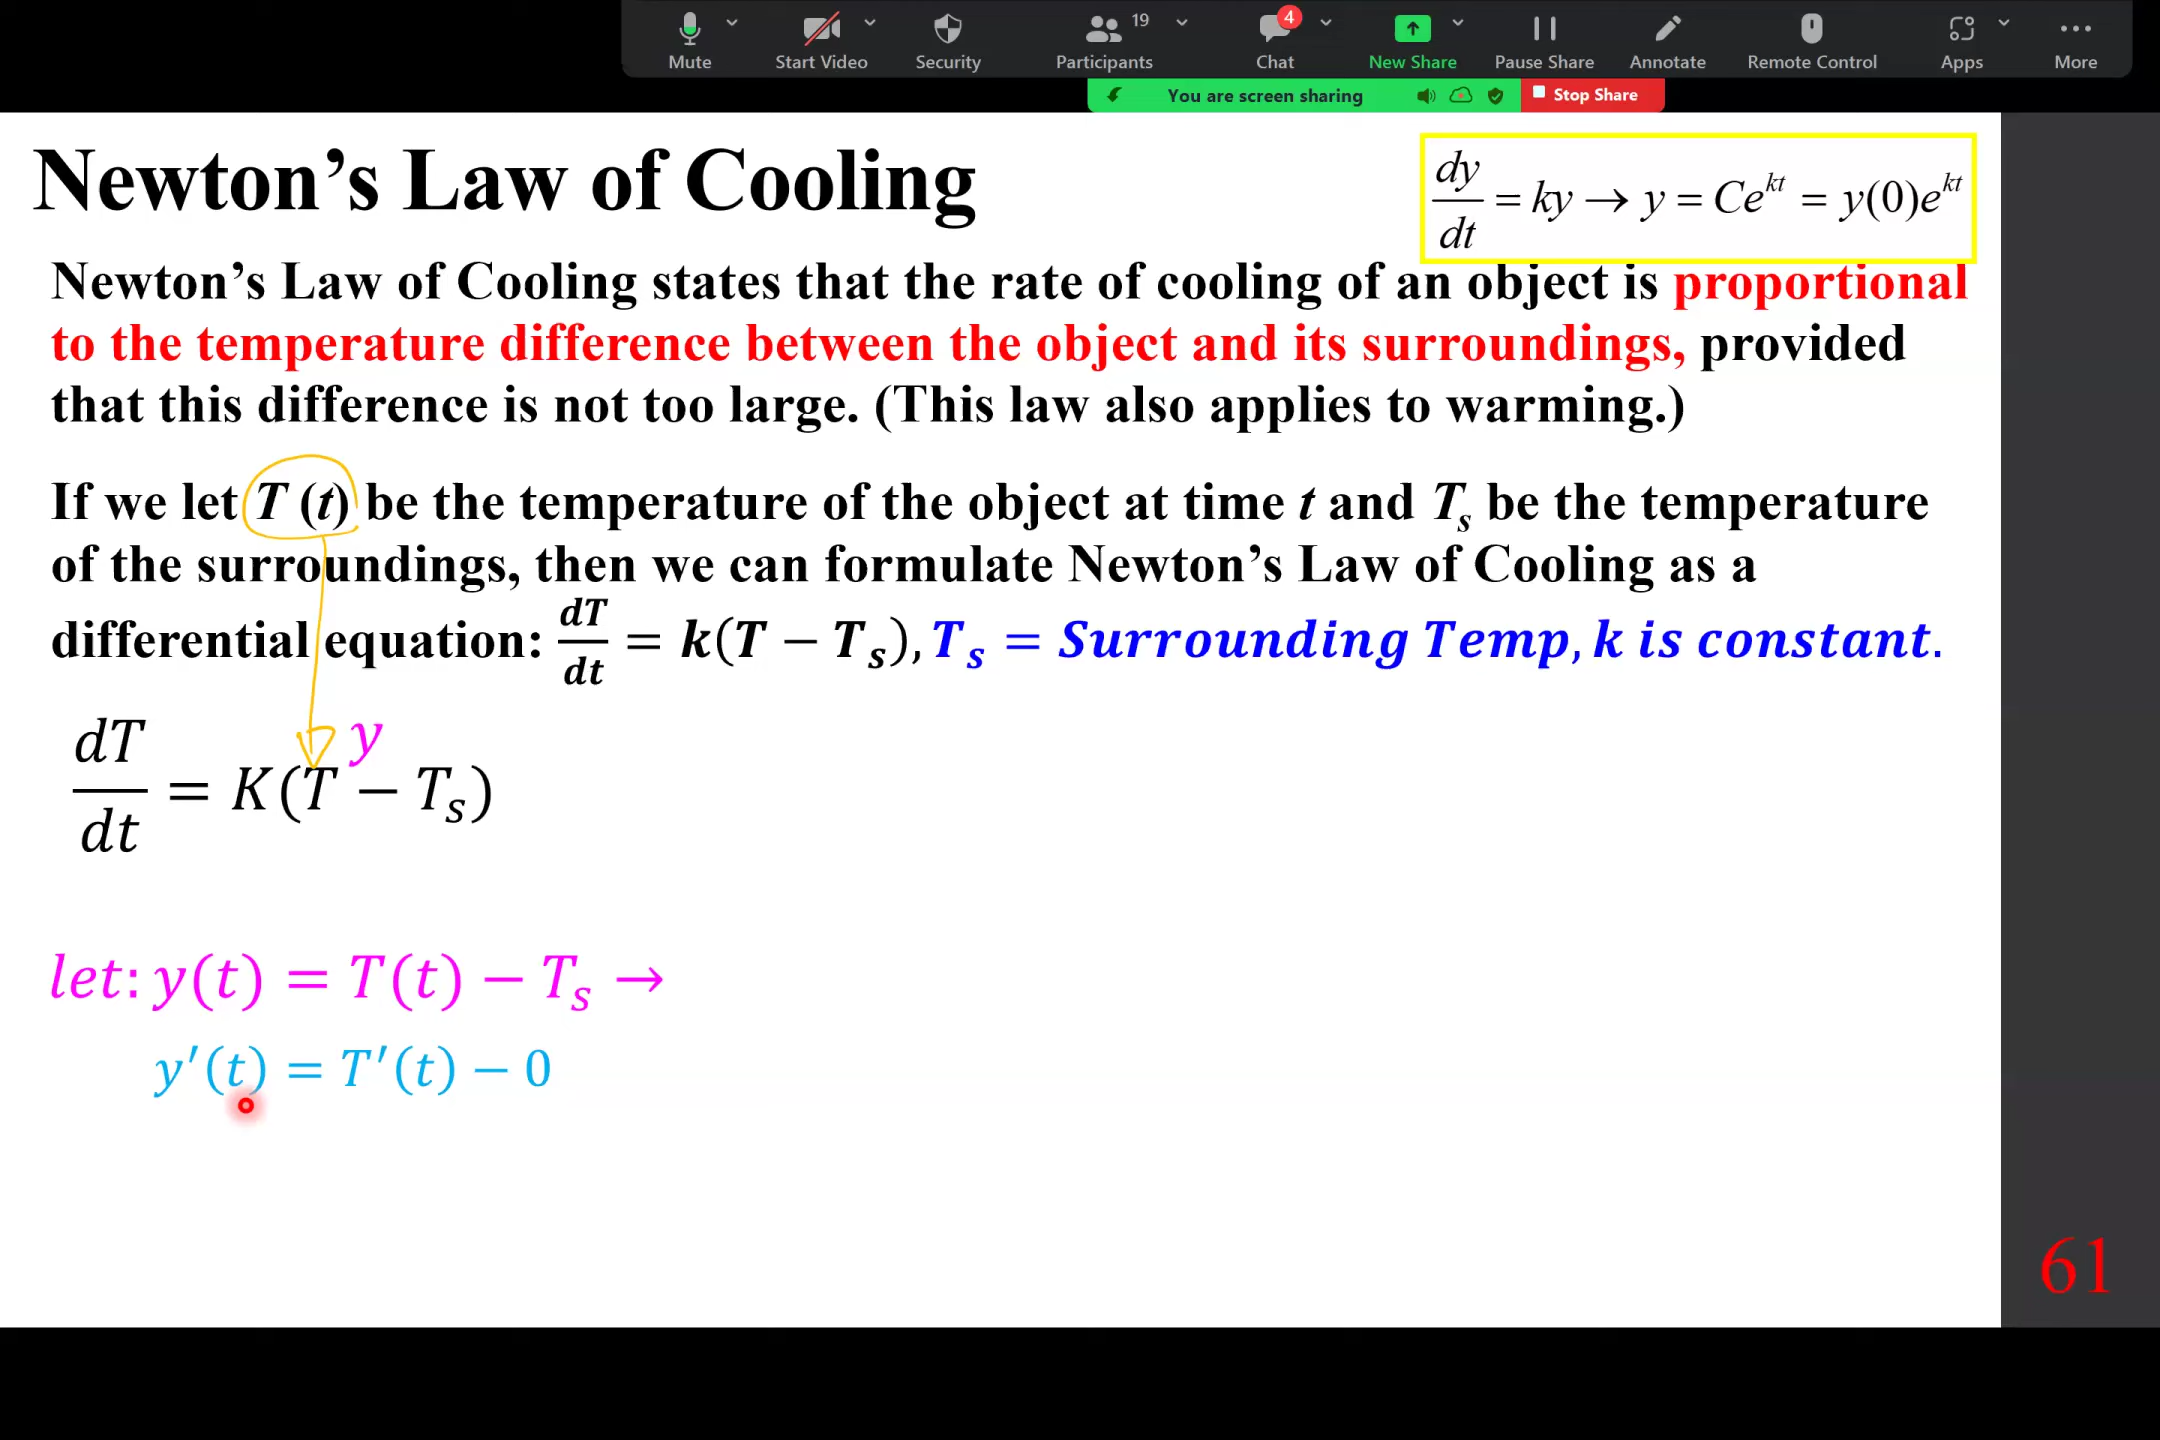 Mute
Start Video
Security
Participants 19
Chat 4
New Share
Pause Share
Annotate
Remote Control
Apps
More
You are screen sharing
Stop Share
Newton’s Law of Cooling
dy/dt = ky → y = Ce^{kt} = y(0)e^{kt}
Newton’s Law of Cooling states that the rate of cooling of an object is proportional
to the temperature difference between the object and its surroundings, provided
that this difference is not too large. (This law also applies to warming.)
If we let T (t) be the temperature of the object at time t and T_s be the temperature
of the surroundings, then we can formulate Newton’s Law of Cooling as a
differential equation: dT/dt = k(T − T_s), T_s = Surrounding Temp, k is constant.
y
dT/dt = K(T − T_s)
let: y(t) = T(t) − T_s →
y′(t) = T′(t) − 0
61